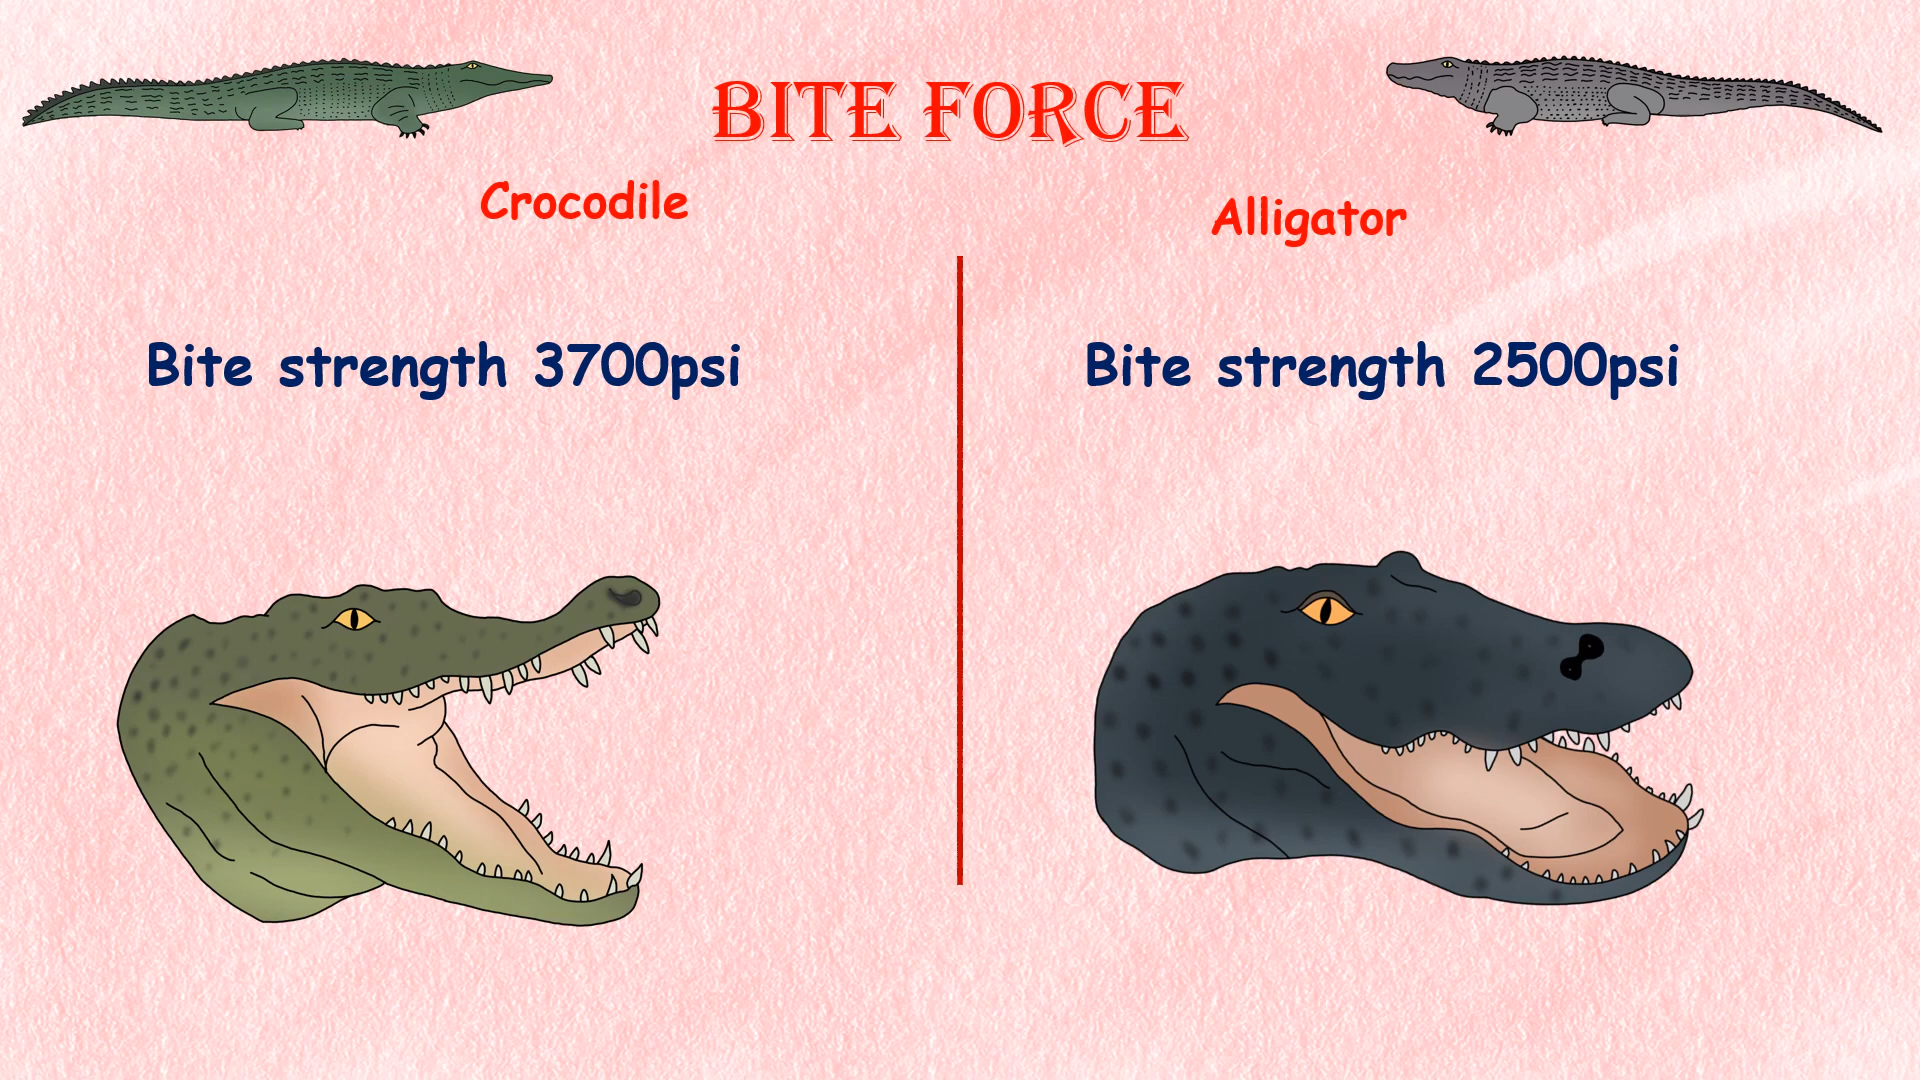 BITE FORCE
Crocodile
Alligator
Bite strength 3700psi
Bite strength 2500psi